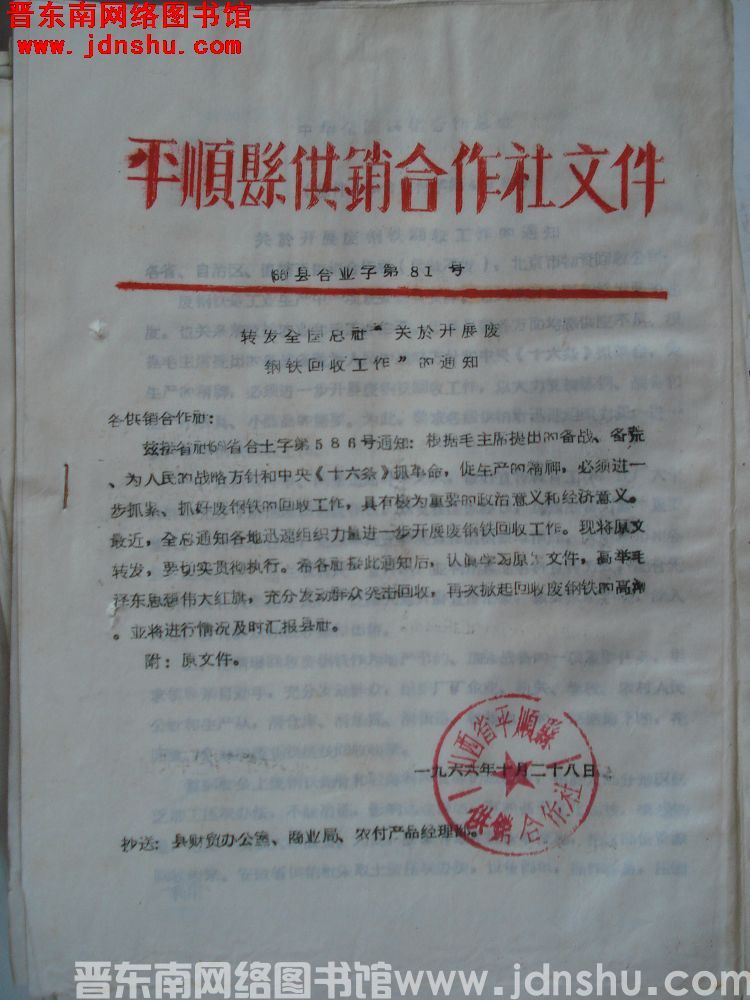 晋东南网络图书馆
www.jdnshu.com
平順縣供銷合作社文件
(66)县合业字第81号
转发全国总社“关於开展废
钢铁回收工作”的通知
各供销合作社:
兹接省社(66)省合土字第586号通知:根据毛主席提出的备战、备荒
、为人民的战略方针和中央《十六条》抓革命,促生产的精神,必须进一
步抓紧、抓好废钢铁的回收工作,具有极为重要的政治意义和经济意义。
最近,全总通知各地迅速组织力量进一步开展废钢铁回收工作。现将原文
转发,要切实贯彻执行。希各社接此通知后,认真学习原文件,高举毛
泽东思想伟大红旗,充分发动群众突击回收,再次掀起回收废钢铁的高潮
。并将进行情况及时汇报县社。
附:原文件。
山西省平順縣
供銷合作社
一九六六年十月二十八日
抄送:县财贸办公室、商业局、农付产品经理部。
晋东南网络图书馆www.jdnshu.com